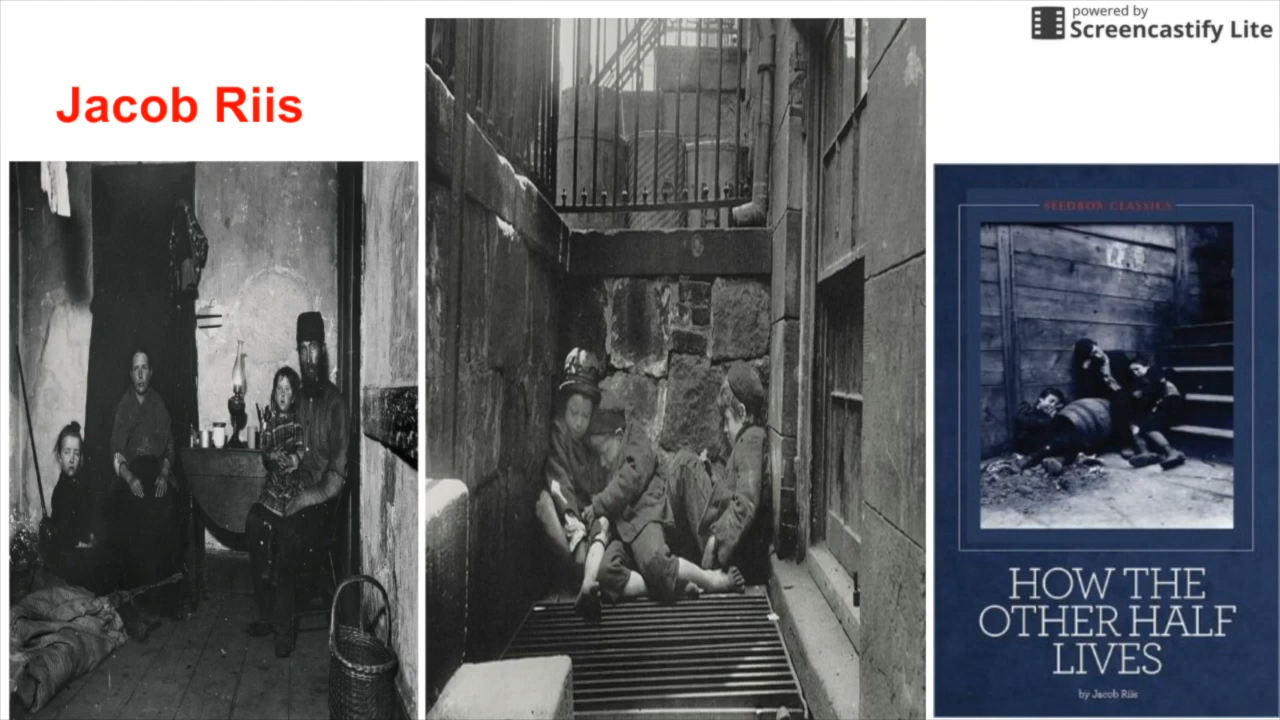 powered by
Screencastify Lite
Jacob Riis
SEEDBOX CLASSICS
HOW THE
OTHER HALF
LIVES
by Jacob Riis